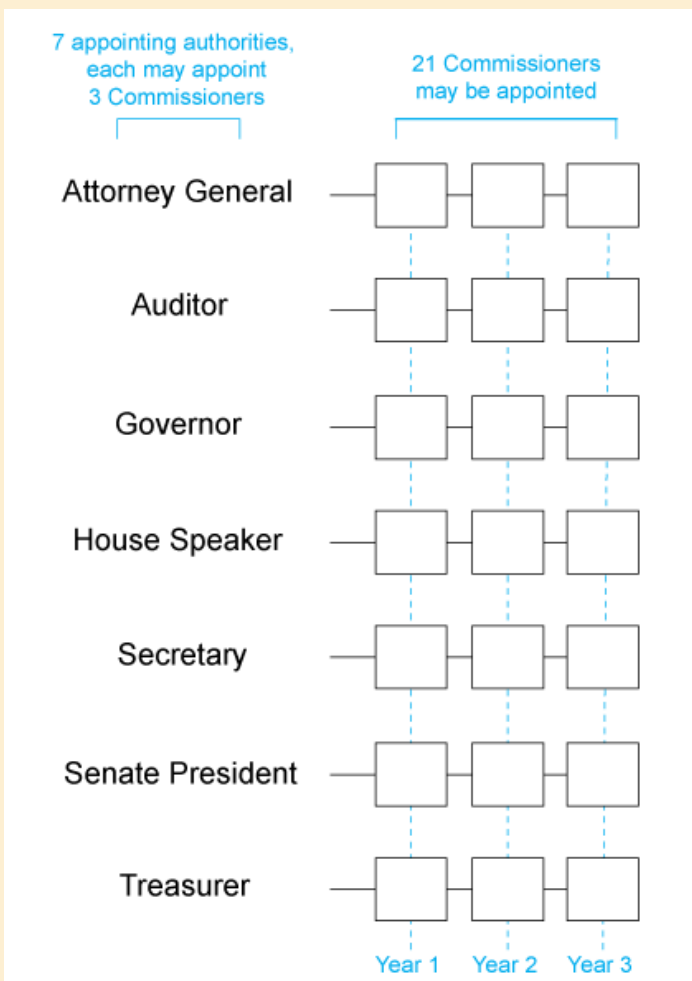 7 appointing authorities,
each may appoint
3 Commissioners
21 Commissioners
may be appointed
Attorney General
Auditor
Governor
House Speaker
Secretary
Senate President
Treasurer
Year 1 Year 2 Year 3